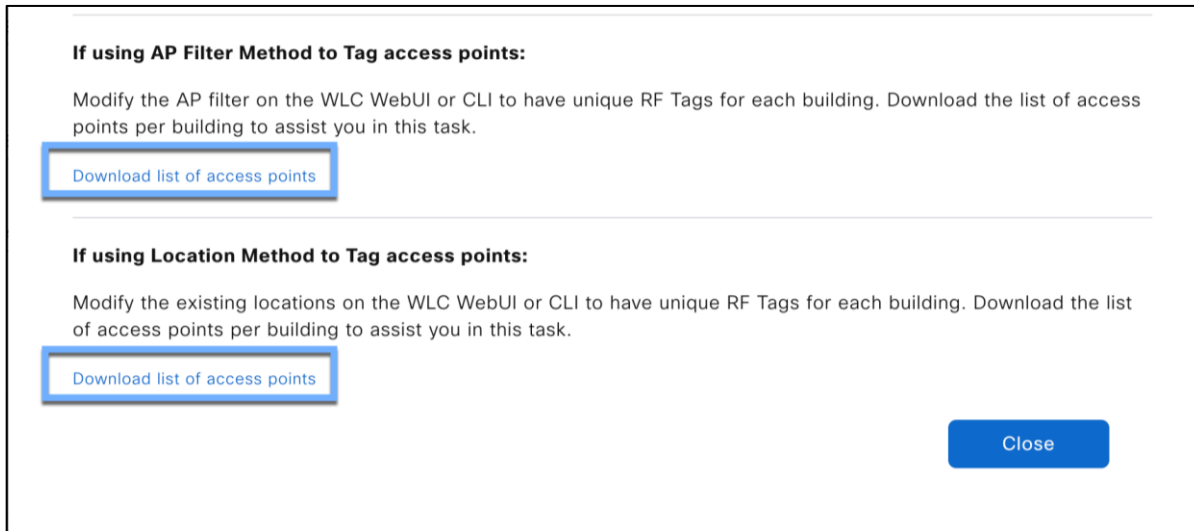 If using AP Filter Method to Tag access points:
Modify the AP filter on the WLC WebUI or CLI to have unique RF Tags for each building. Download the list of access
points per building to assist you in this task.
Download list of access points
If using Location Method to Tag access points:
Modify the existing locations on the WLC WebUI or CLI to have unique RF Tags for each building. Download the list
of access points per building to assist you in this task.
Download list of access points
Close